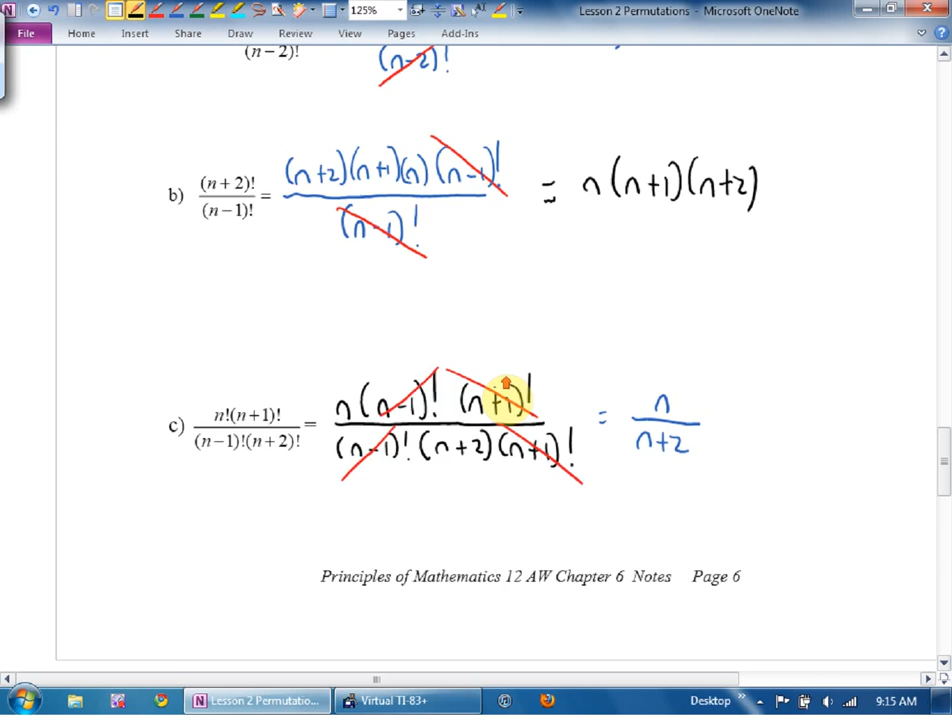 Lesson 2 Permutations - Microsoft OneNote
125%
File Home Insert Share Draw Review View Pages Add-Ins
(n − 2)! (n-2)!
b) (n + 2)! / (n − 1)! = (n+2)(n+1)(n)(n-1)! / (n-1)! = n(n+1)(n+2)
c) n!(n + 1)! / (n − 1)!(n + 2)! = n(n-1)! (n+1)! / (n-1)! (n+2)(n+1)! = n / n+2
Principles of Mathematics 12 AW Chapter 6 Notes Page 6
Lesson 2 Permutatio... Virtual TI-83+ Desktop 9:15 AM